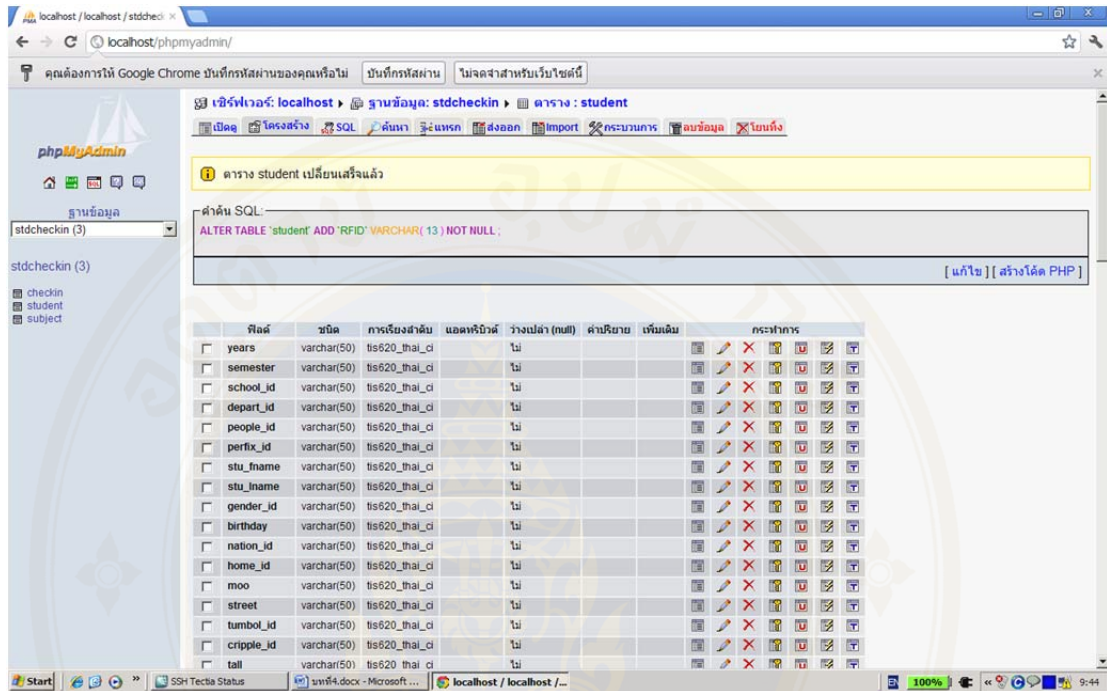 localhost / localhost / stdchecki
localhost/phpmyadmin/
คุณต้องการให้ Google Chrome บันทึกรหัสผ่านของคุณหรือไม่ บันทึกรหัสผ่าน ไม่จดจำสำหรับเว็บไซต์นี้
phpMyAdmin
ฐานข้อมูล
stdcheckin (3)
stdcheckin (3)
checkin
student
subject
เซิร์ฟเวอร์: localhost ฐานข้อมูล: stdcheckin ตาราง : student
เปิดดู โครงสร้าง SQL ค้นหา แทรก ส่งออก Import กระบวนการ ลบข้อมูล โยนทิ้ง
ตาราง student เปลี่ยนเสร็จแล้ว
คำค้น SQL:
ALTER TABLE `student` ADD `RFID` VARCHAR( 13 ) NOT NULL ;
[ แก้ไข ] [ สร้างโค้ด PHP ]
ฟิลด์ ชนิด การเรียงลำดับ แอตทริบิวต์ ว่างเปล่า (null) ค่าปริยาย เพิ่มเติม กระทำการ
years varchar(50) tis620_thai_ci ไม่
semester varchar(50) tis620_thai_ci ไม่
school_id varchar(50) tis620_thai_ci ไม่
depart_id varchar(50) tis620_thai_ci ไม่
people_id varchar(50) tis620_thai_ci ไม่
perfix_id varchar(50) tis620_thai_ci ไม่
stu_fname varchar(50) tis620_thai_ci ไม่
stu_lname varchar(50) tis620_thai_ci ไม่
gender_id varchar(50) tis620_thai_ci ไม่
birthday varchar(50) tis620_thai_ci ไม่
nation_id varchar(50) tis620_thai_ci ไม่
home_id varchar(50) tis620_thai_ci ไม่
moo varchar(50) tis620_thai_ci ไม่
street varchar(50) tis620_thai_ci ไม่
tumbol_id varchar(50) tis620_thai_ci ไม่
cripple_id varchar(50) tis620_thai_ci ไม่
tall varchar(50) tis620_thai_ci ไม่
Start SSH Tectia Status บทที่4.docx - Microsoft ... localhost / localhost /... 100% 9:44